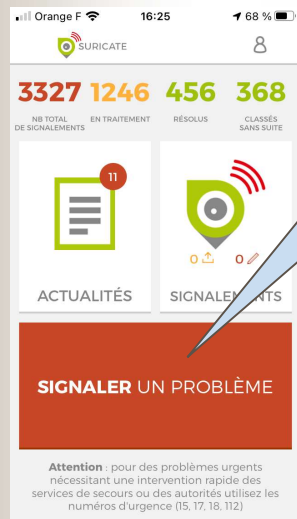 Orange F 16:25 68 %
SURICATE
3327 1246 456 368
NB TOTAL
DE SIGNALEMENTS
EN TRAITEMENT
RÉSOLUS
CLASSÉS
SANS SUITE
11
0 0
ACTUALITÉS
SIGNALEMENTS
SIGNALER UN PROBLÈME
Attention : pour des problèmes urgents
nécessitant une intervention rapide des
services de secours ou des autorités utilisez les
numéros d'urgence (15, 17, 18, 112)